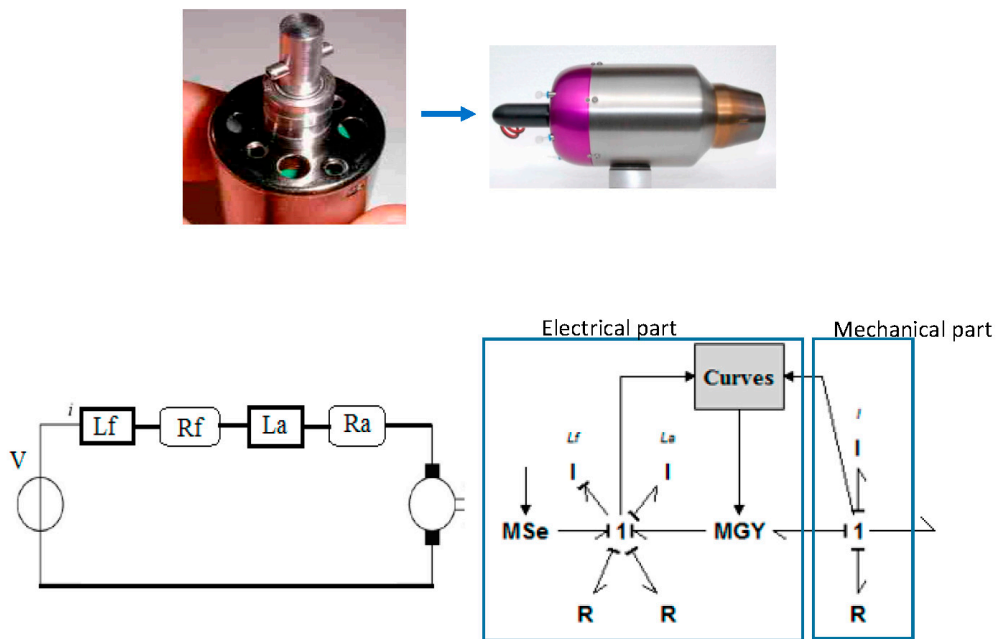 Electrical part
Mechanical part
Curves
i
Lf
Rf
La
Ra
V
Lf
La
I
I
I
I
MSe
1
MGY
1
R
R
R